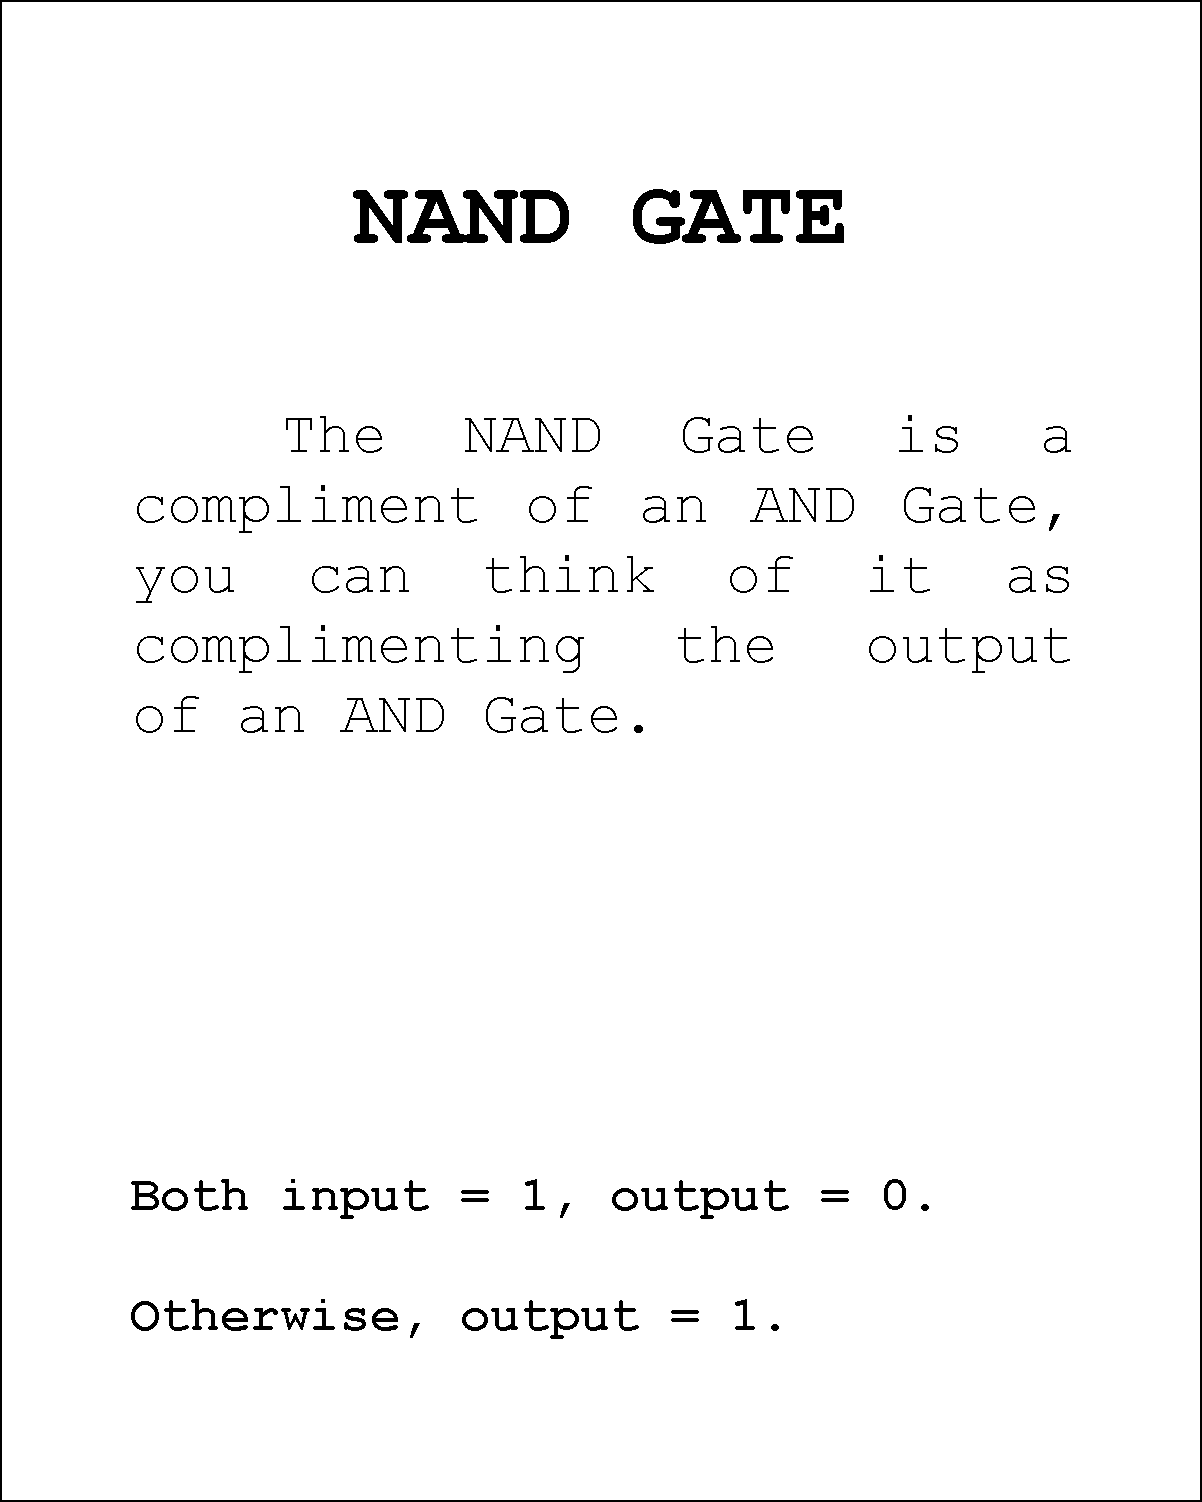 NAND GATE
The NAND Gate is a
compliment of an AND Gate,
you can think of it as
complimenting the output
of an AND Gate.
Both input = 1, output = 0.
Otherwise, output = 1.